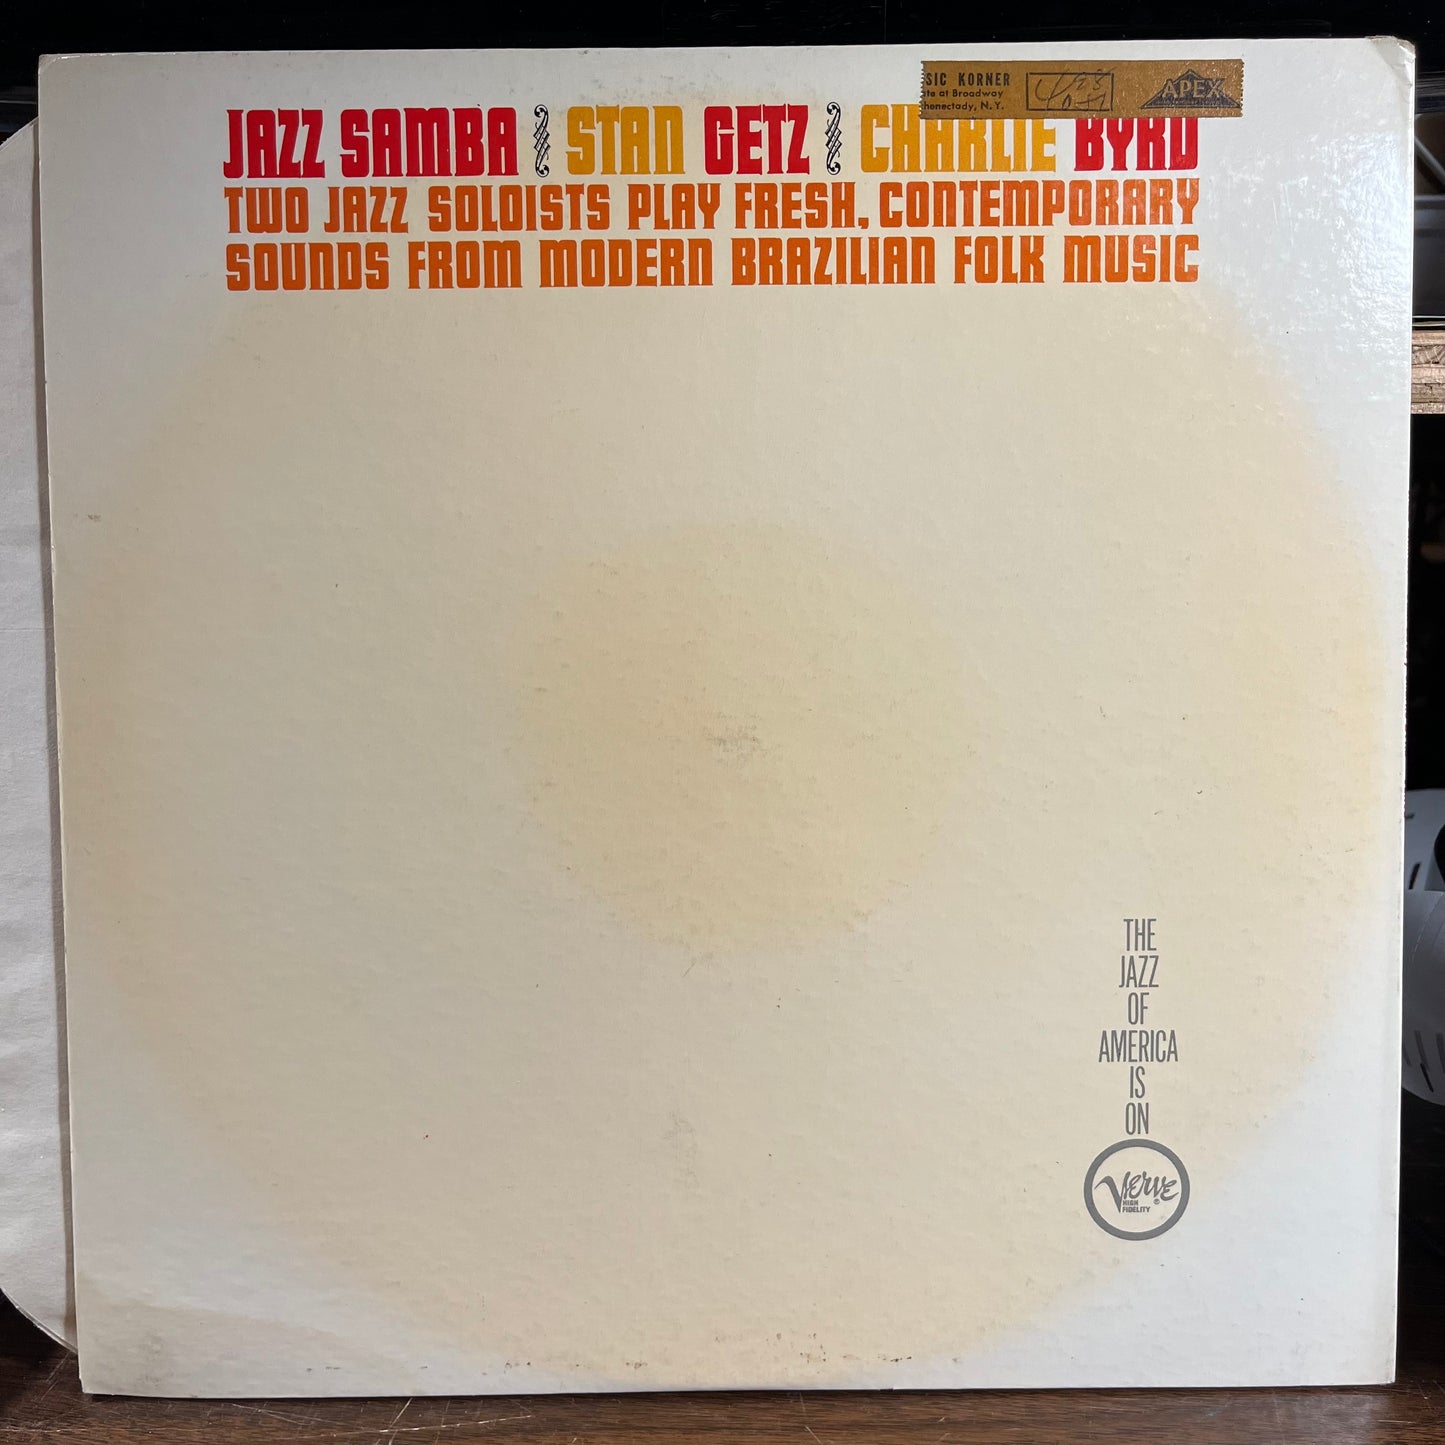 SIC KORNER
te at Broadway
henectady, N. Y.
APEX
JAZZ SAMBA STAN GETZ CHARLIE BYRD
TWO JAZZ SOLOISTS PLAY FRESH, CONTEMPORARY
SOUNDS FROM MODERN BRAZILIAN FOLK MUSIC
THE
JAZZ
OF
AMERICA
IS
ON
VERVE
HIGH
FIDELITY
®